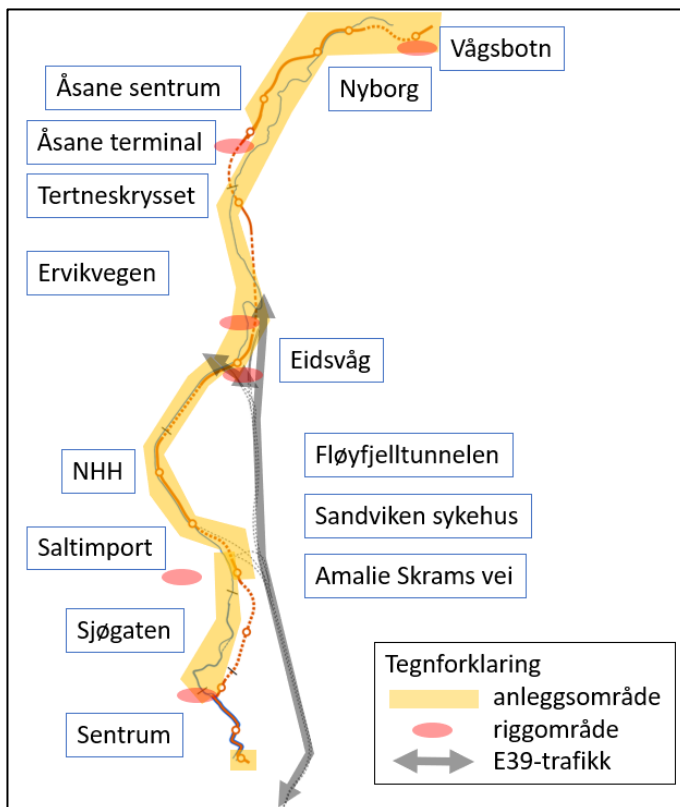 Vågsbotn
Nyborg
Åsane sentrum
Åsane terminal
Tertneskrysset
Ervikvegen
Eidsvåg
Fløyfjelltunnelen
NHH
Sandviken sykehus
Saltimport
Amalie Skrams vei
Sjøgaten
Sentrum
Tegnforklaring
anleggsområde
riggområde
E39-trafikk